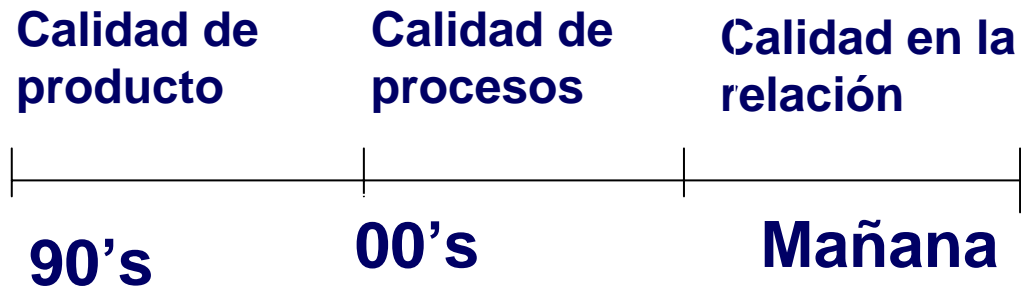 Calidad de
producto
Calidad de
procesos
Calidad en la
relación
90’s
00’s
Mañana